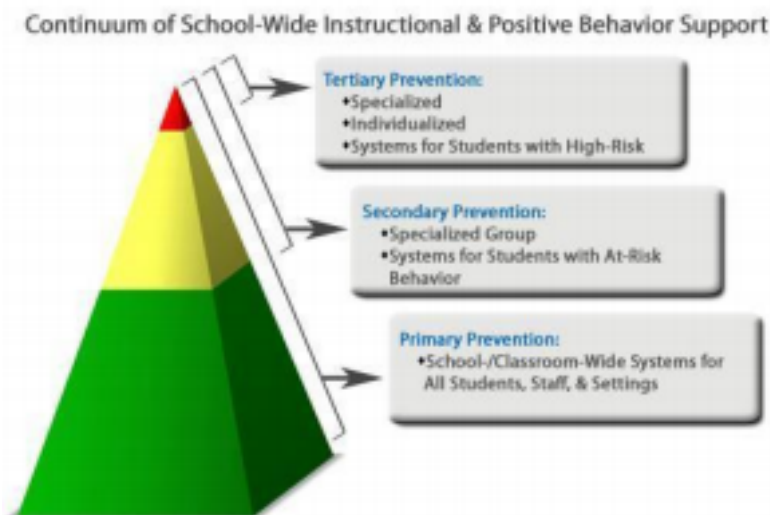 Continuum of School-Wide Instructional & Positive Behavior Support
Tertiary Prevention:
•Specialized
•Individualized
•Systems for Students with High-Risk
Secondary Prevention:
•Specialized Group
•Systems for Students with At-Risk
Behavior
Primary Prevention:
•School-/Classroom-Wide Systems for
All Students, Staff, & Settings